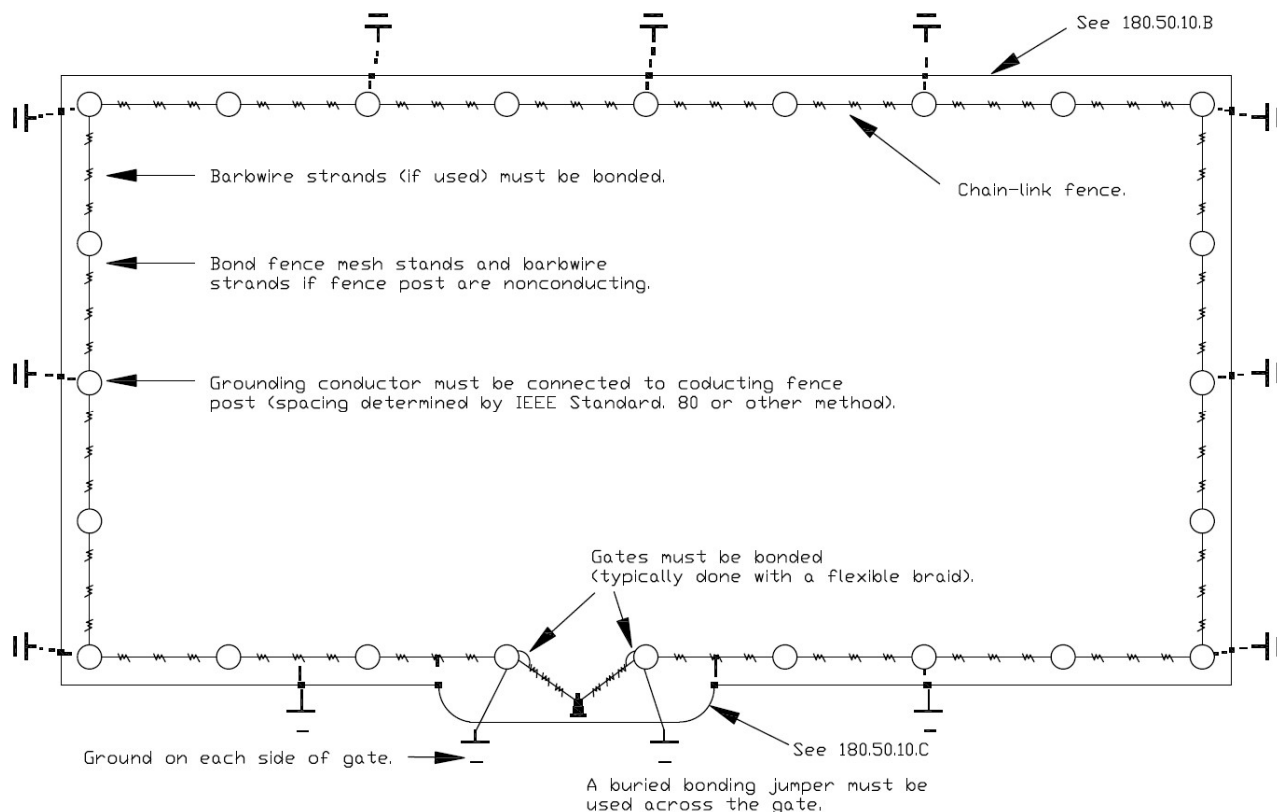 See 180.50.10.B
Barbwire strands (if used) must be bonded.
Chain-link fence.
Bond fence mesh stands and barbwire
strands if fence post are nonconducting.
Grounding conductor must be connected to coducting fence
post (spacing determined by IEEE Standard. 80 or other method).
Gates must be bonded
(typically done with a flexible braid).
Ground on each side of gate.
See 180.50.10.C
A buried bonding jumper must be
used across the gate.